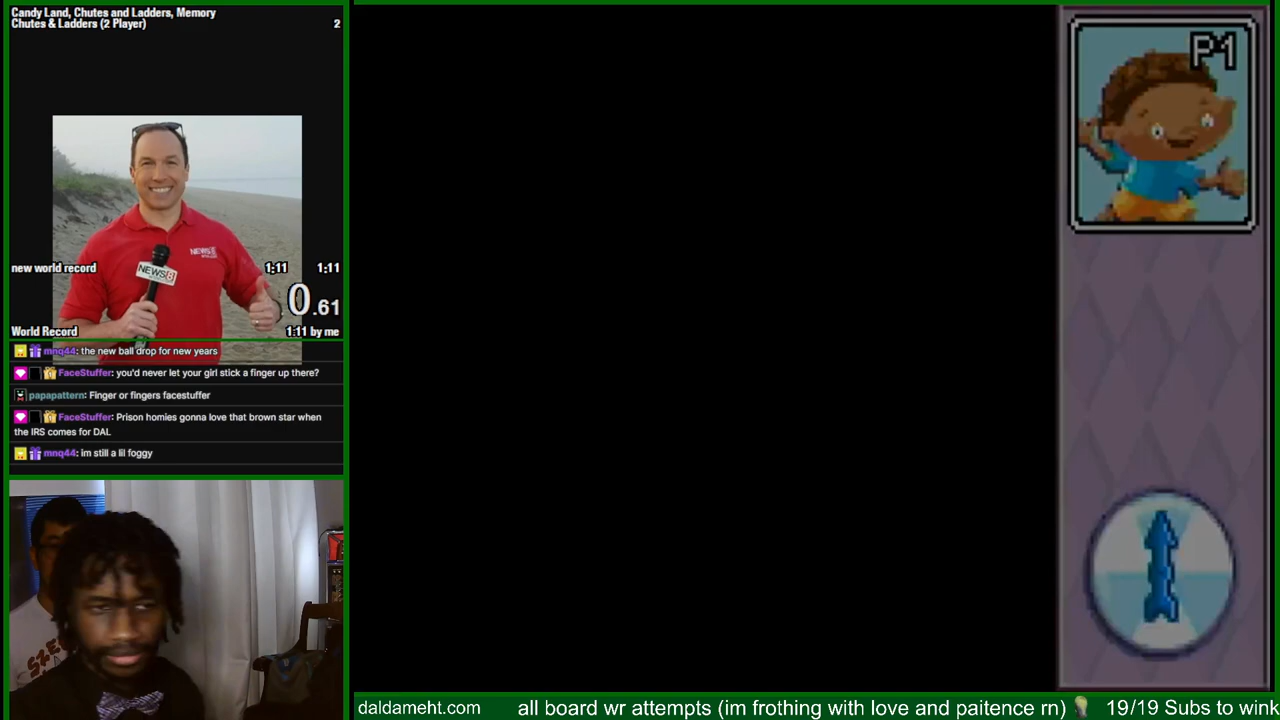 Candy Land, Chutes and Ladders, Memory
Chutes & Ladders (2 Player) 2
P1
NEWS 8
NEWS 8
new world record 1:11 1:11
0.61
World Record 1:11 by me
mnq44: the new ball drop for new years
FaceStuffer: you'd never let your girl stick a finger up there?
papapattern: Finger or fingers facestuffer
FaceStuffer: Prison homies gonna love that brown star when
the IRS comes for DAL
mnq44: im still a lil foggy
daldameht.com all board wr attempts (im frothing with love and paitence rn) 19/19 Subs to wink